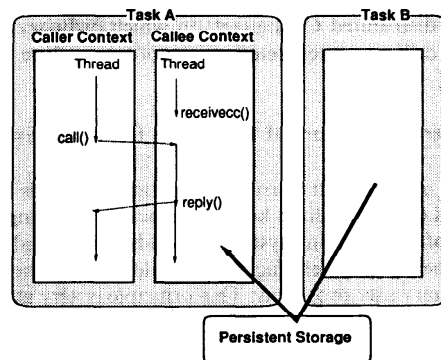 Task A
Task B
Caller Context
Callee Context
Thread
Thread
receivecc()
call()
reply()
Persistent Storage